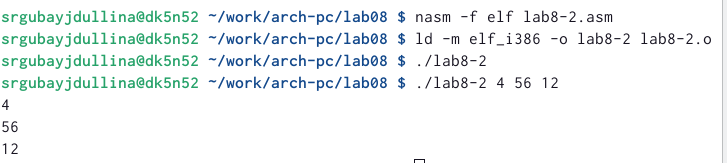 srgubayjdullina@dk5n52 ~/work/arch-pc/lab08 $ nasm -f elf lab8-2.asm
srgubayjdullina@dk5n52 ~/work/arch-pc/lab08 $ ld -m elf_i386 -o lab8-2 lab8-2.o
srgubayjdullina@dk5n52 ~/work/arch-pc/lab08 $ ./lab8-2
srgubayjdullina@dk5n52 ~/work/arch-pc/lab08 $ ./lab8-2 4 56 12
4
56
12